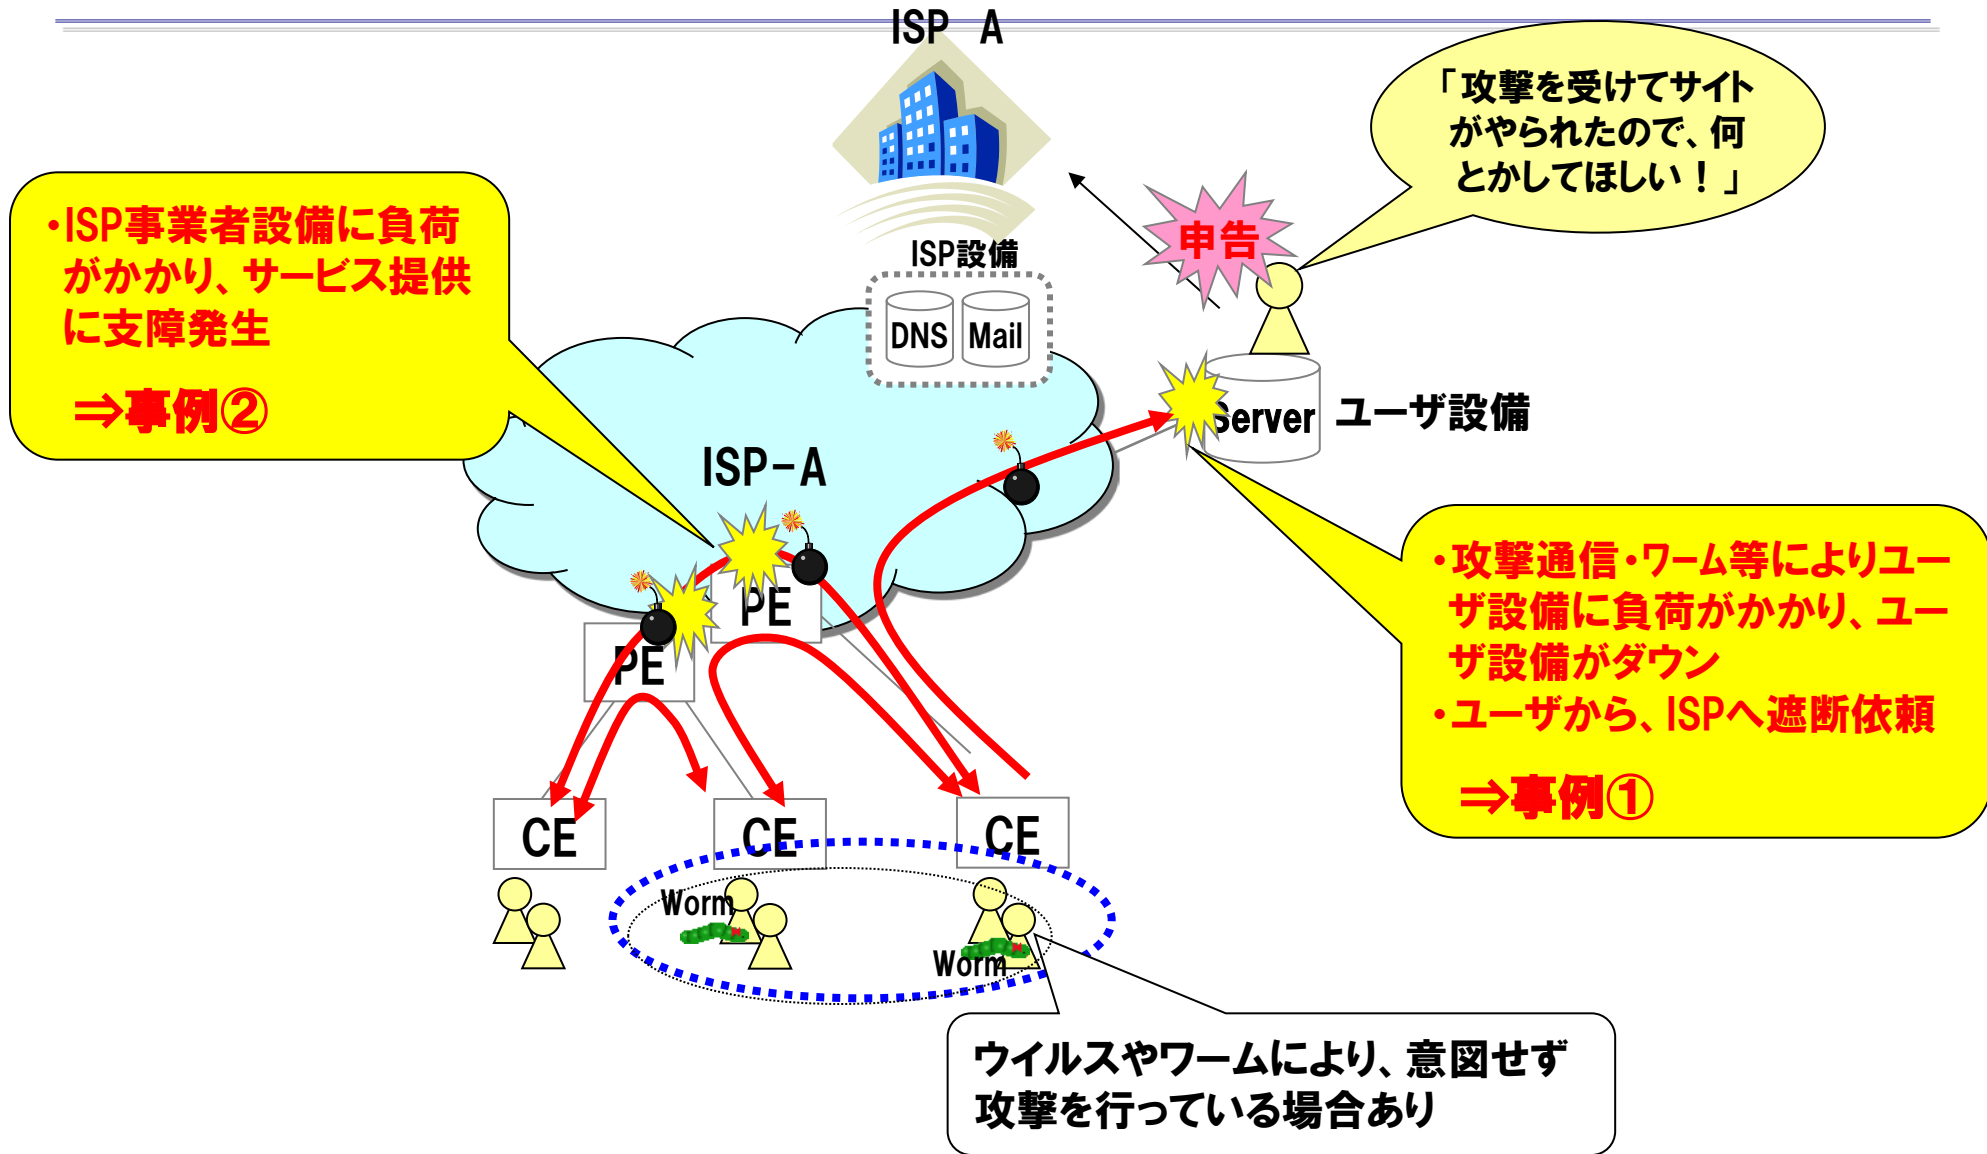 ISP A
「攻撃を受けてサイト
がやられたので、何
とかしてほしい！」
・ISP事業者設備に負荷
がかかり、サービス提供
に支障発生
⇒事例②
申告
ISP設備
DNS
Mail
Server
ユーザ設備
ISP-A
・攻撃通信・ワーム等によりユー
ザ設備に負荷がかかり、ユー
ザ設備がダウン
・ユーザから、ISPへ遮断依頼
⇒事例①
PE
PE
CE
CE
CE
Worm
Worm
ウイルスやワームにより、意図せず
攻撃を行っている場合あり